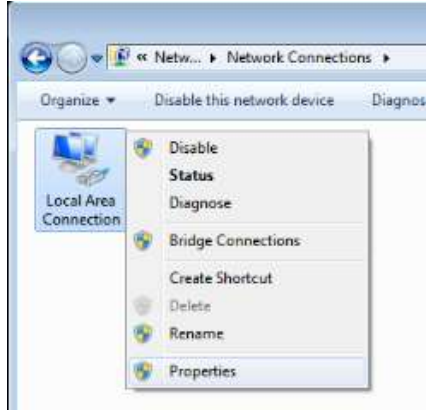 « Netw... ▸ Network Connections ▸
Organize ▾ Disable this network device Diagnos
Local Area
Connection
Disable
Status
Diagnose
Bridge Connections
Create Shortcut
Delete
Rename
Properties